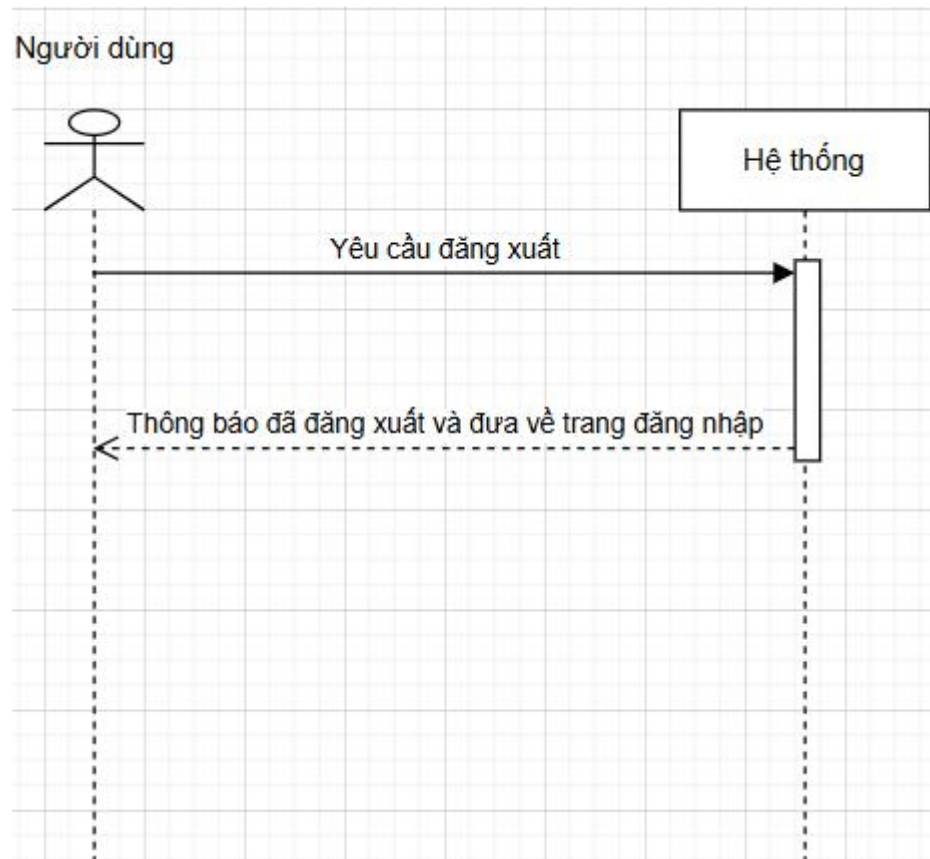 Người dùng
Hệ thống
Yêu cầu đăng xuất
Thông báo đã đăng xuất và đưa về trang đăng nhập